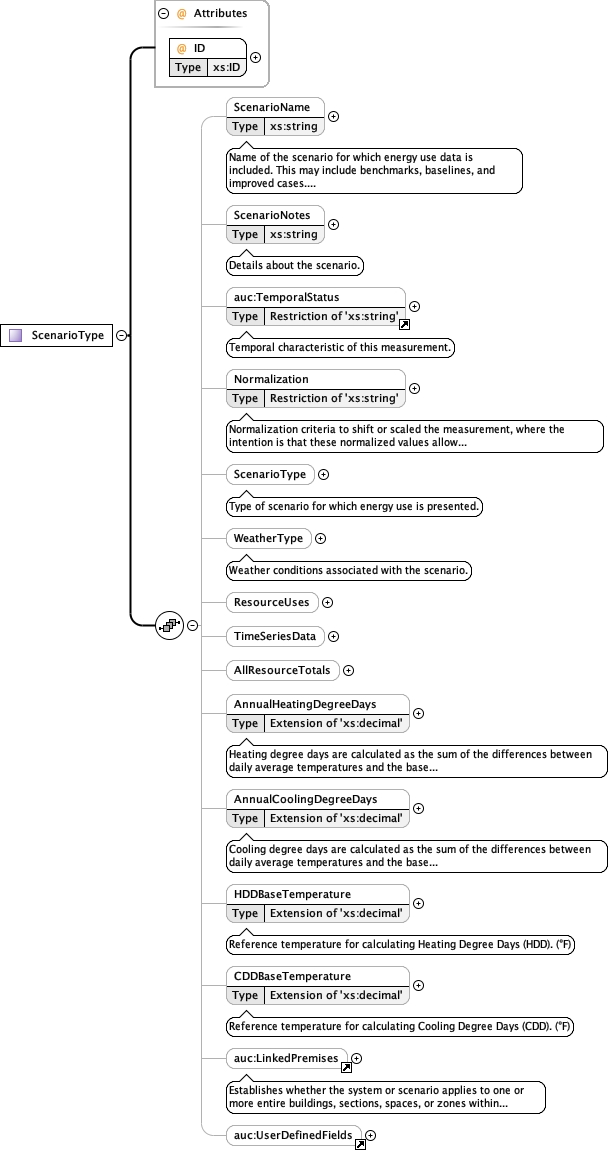 Attributes
@ ID
Type xs:ID
ScenarioName
Type xs:string
Name of the scenario for which energy use data is
included. This may include benchmarks, baselines, and
improved cases....
ScenarioNotes
Type xs:string
Details about the scenario.
auc:TemporalStatus
Type Restriction of 'xs:string'
Temporal characteristic of this measurement.
ScenarioType
Normalization
Type Restriction of 'xs:string'
Normalization criteria to shift or scaled the measurement, where the
intention is that these normalized values allow...
ScenarioType
Type of scenario for which energy use is presented.
WeatherType
Weather conditions associated with the scenario.
ResourceUses
TimeSeriesData
AllResourceTotals
AnnualHeatingDegreeDays
Type Extension of 'xs:decimal'
Heating degree days are calculated as the sum of the differences between
daily average temperatures and the base...
AnnualCoolingDegreeDays
Type Extension of 'xs:decimal'
Cooling degree days are calculated as the sum of the differences between
daily average temperatures and the base...
HDDBaseTemperature
Type Extension of 'xs:decimal'
Reference temperature for calculating Heating Degree Days (HDD). (°F)
CDDBaseTemperature
Type Extension of 'xs:decimal'
Reference temperature for calculating Cooling Degree Days (CDD). (°F)
auc:LinkedPremises
Establishes whether the system or scenario applies to one or
more entire buildings, sections, spaces, or zones within...
auc:UserDefinedFields